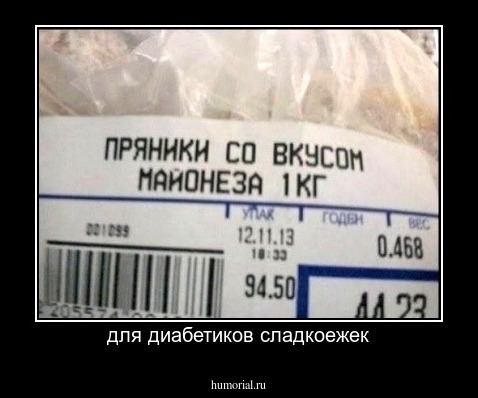 ПРЯНИКИ СО ВКУСОМ
МАЙОНЕЗА 1КГ
УПАК ГОДЕН ВЕС
001099
12.11.13 0.468
18:33
94.50
44.23
205574
для диабетиков сладкоежек
humorial.ru